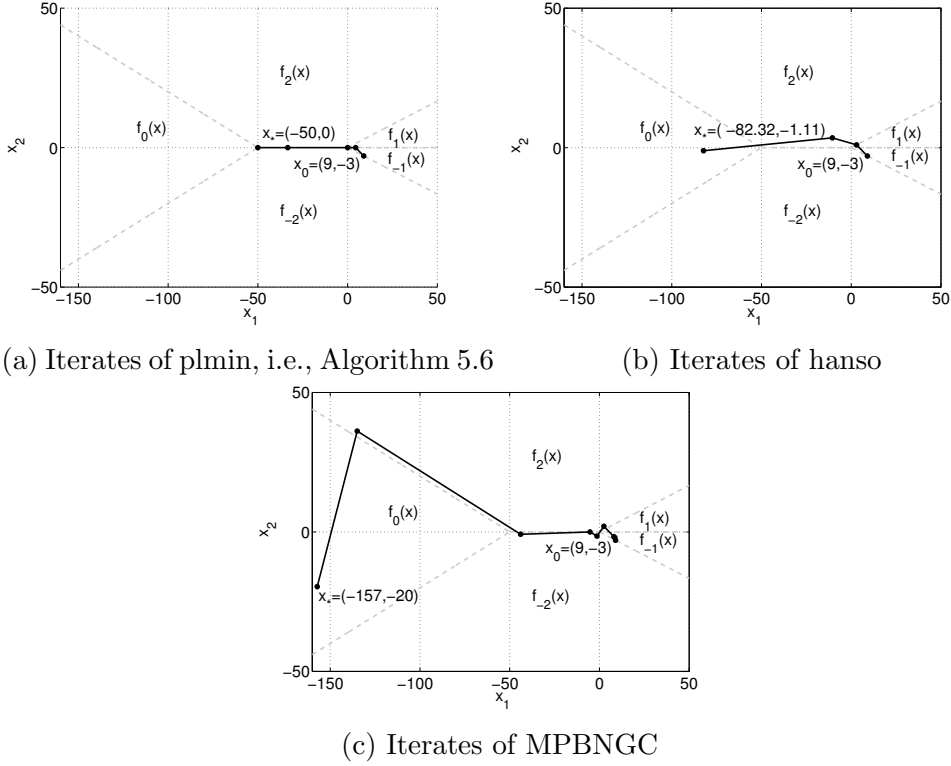 50
0
−50
−150
−100
−50
0
50
x₂
x₁
f₂(x)
f₀(x)
x*=(−50,0)
f₁(x)
f₋₁(x)
x₀=(9,−3)
f₋₂(x)
(a) Iterates of plmin, i.e., Algorithm 5.6
50
0
−50
−150
−100
−50
0
50
x₂
x₁
f₂(x)
f₀(x)
x*=( −82.32,−1.11)
f₁(x)
f₋₁(x)
x₀=(9,−3)
f₋₂(x)
(b) Iterates of hanso
50
0
−50
−150
−100
−50
0
50
x₂
x₁
f₂(x)
f₀(x)
f₁(x)
f₋₁(x)
x₀=(9,−3)
x*=(−157,−20)
f₋₂(x)
(c) Iterates of MPBNGC